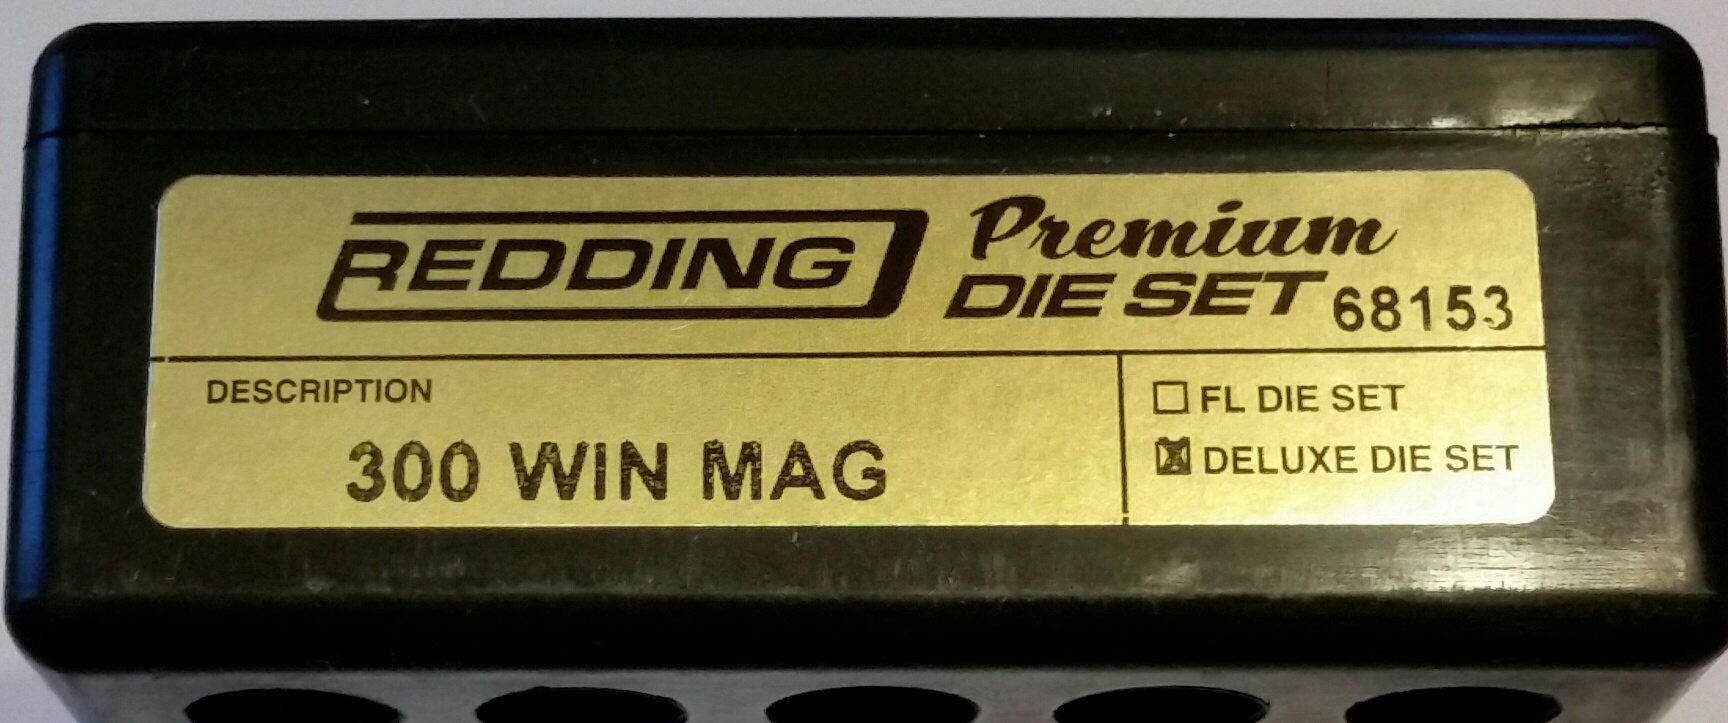 REDDING Premium
DIE SET 68153
DESCRIPTION
300 WIN MAG
FL DIE SET
DELUXE DIE SET